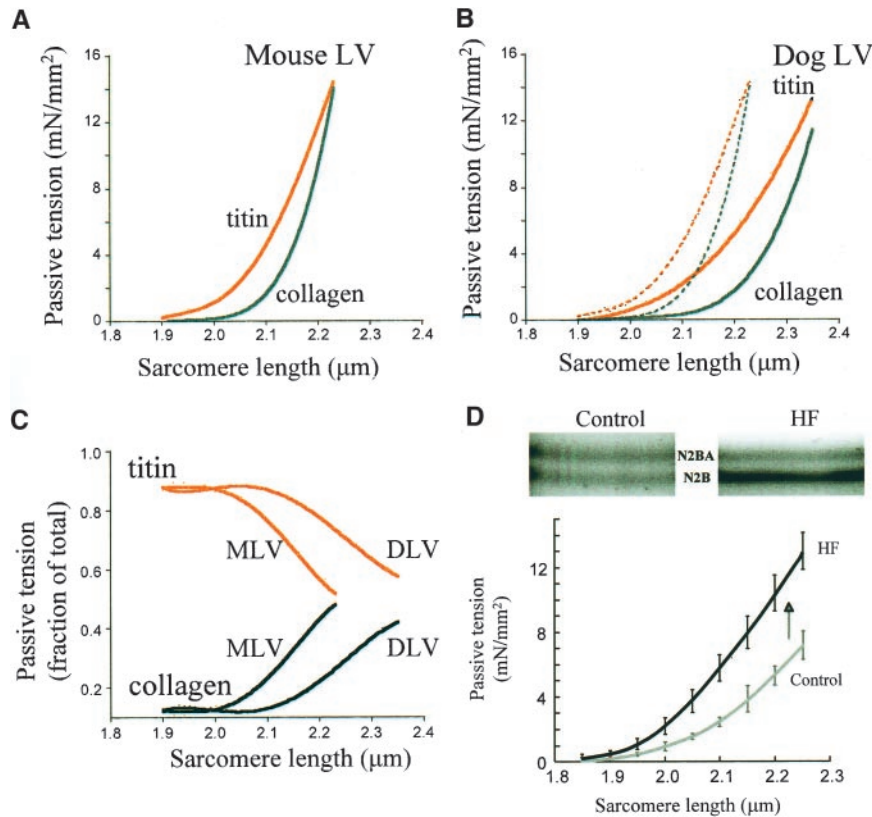 A
Mouse LV
Passive tension (mN/mm²)
16
12
8
4
0
titin
collagen
1.8
1.9
2.0
2.1
2.2
2.3
2.4
Sarcomere length (µm)
B
Dog LV
Passive tension (mN/mm²)
16
12
8
4
0
titin
collagen
1.8
1.9
2.0
2.1
2.2
2.3
2.4
Sarcomere length (µm)
C
Passive tension
(fraction of total)
1.0
0.8
0.6
0.4
0.2
titin
MLV
DLV
MLV
DLV
collagen
1.8
1.9
2.0
2.1
2.2
2.3
2.4
Sarcomere length (µm)
D
Control
HF
N2BA
N2B
Passive tension
(mN/mm²)
12
8
4
0
HF
Control
1.8
1.9
2.0
2.1
2.2
2.3
Sarcomere length (µm)